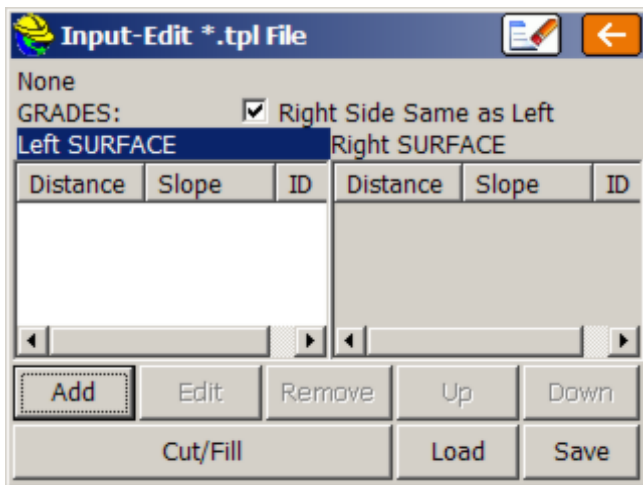 Input-Edit *.tpl File
None
GRADES: Right Side Same as Left
Left SURFACE Right SURFACE
Distance Slope ID Distance Slope ID
Add Edit Remove Up Down
Cut/Fill Load Save